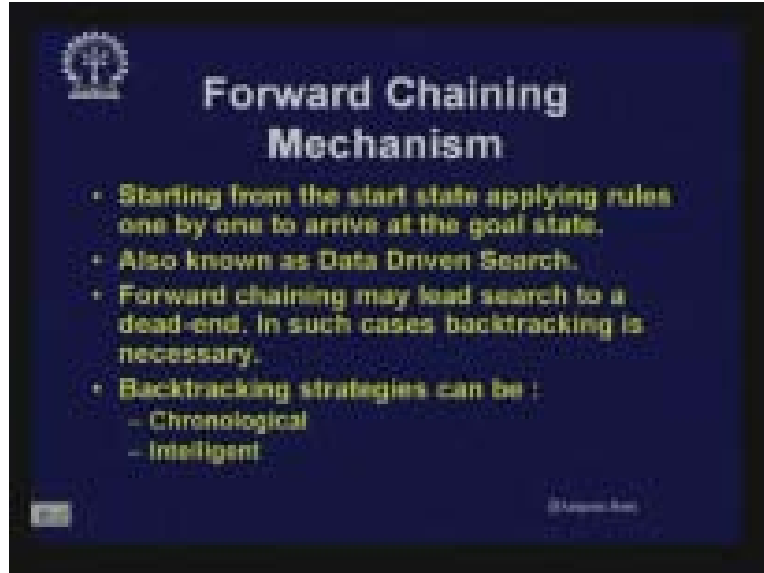 Forward Chaining
Mechanism
• Starting from the start state applying rules
one by one to arrive at the goal state.
• Also known as Data Driven Search.
• Forward chaining may lead search to a
dead-end. In such cases backtracking is
necessary.
• Backtracking strategies can be :
– Chronological
– Intelligent